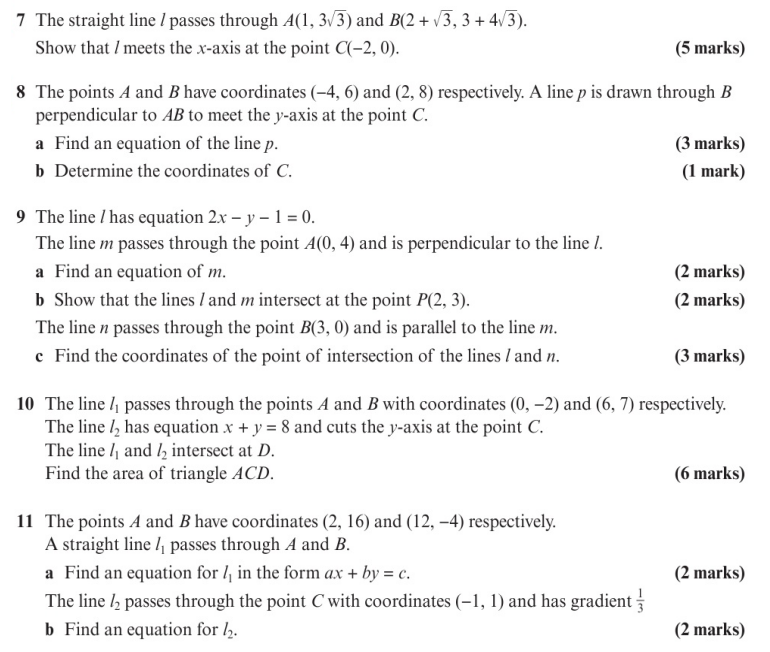 7 The straight line l passes through A(1, 3√3) and B(2 + √3, 3 + 4√3).
Show that l meets the x-axis at the point C(−2, 0). (5 marks)
8 The points A and B have coordinates (−4, 6) and (2, 8) respectively. A line p is drawn through B
perpendicular to AB to meet the y-axis at the point C.
a Find an equation of the line p. (3 marks)
b Determine the coordinates of C. (1 mark)
9 The line l has equation 2x − y − 1 = 0.
The line m passes through the point A(0, 4) and is perpendicular to the line l.
a Find an equation of m. (2 marks)
b Show that the lines l and m intersect at the point P(2, 3). (2 marks)
The line n passes through the point B(3, 0) and is parallel to the line m.
c Find the coordinates of the point of intersection of the lines l and n. (3 marks)
10 The line l₁ passes through the points A and B with coordinates (0, −2) and (6, 7) respectively.
The line l₂ has equation x + y = 8 and cuts the y-axis at the point C.
The line l₁ and l₂ intersect at D.
Find the area of triangle ACD. (6 marks)
11 The points A and B have coordinates (2, 16) and (12, −4) respectively.
A straight line l₁ passes through A and B.
a Find an equation for l₁ in the form ax + by = c. (2 marks)
The line l₂ passes through the point C with coordinates (−1, 1) and has gradient 1/3
b Find an equation for l₂. (2 marks)